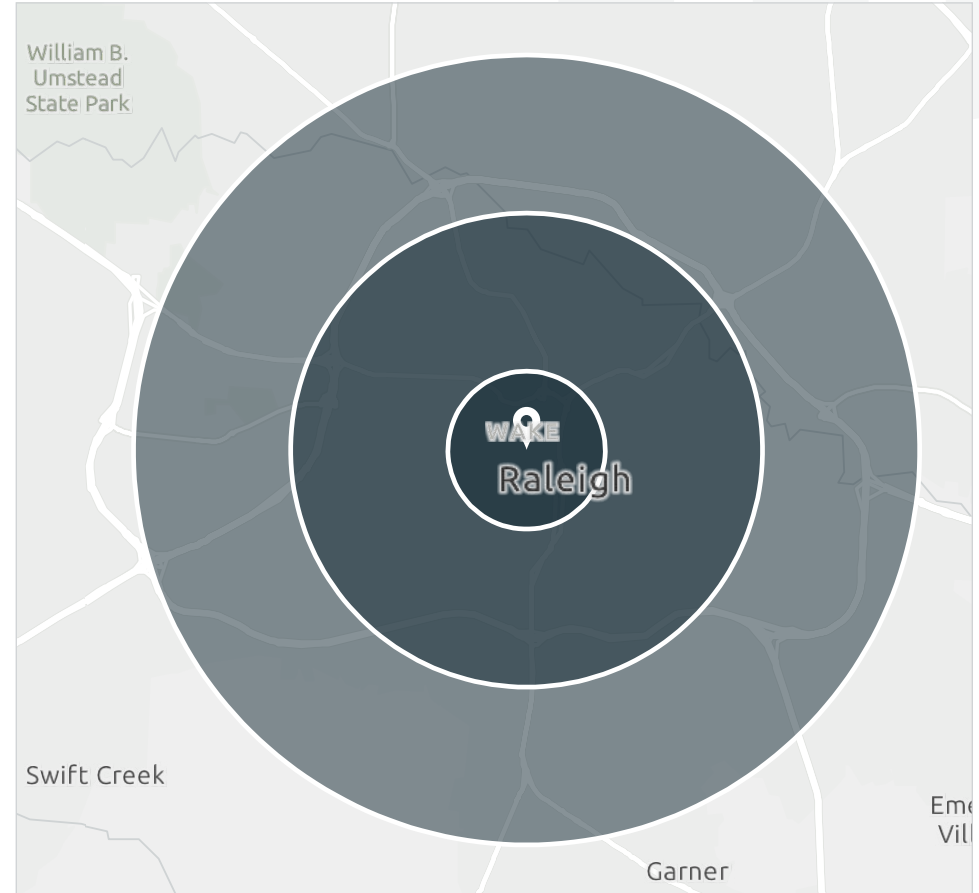 William B.
Umstead
State Park
WAKE
Raleigh
Swift Creek
Garner